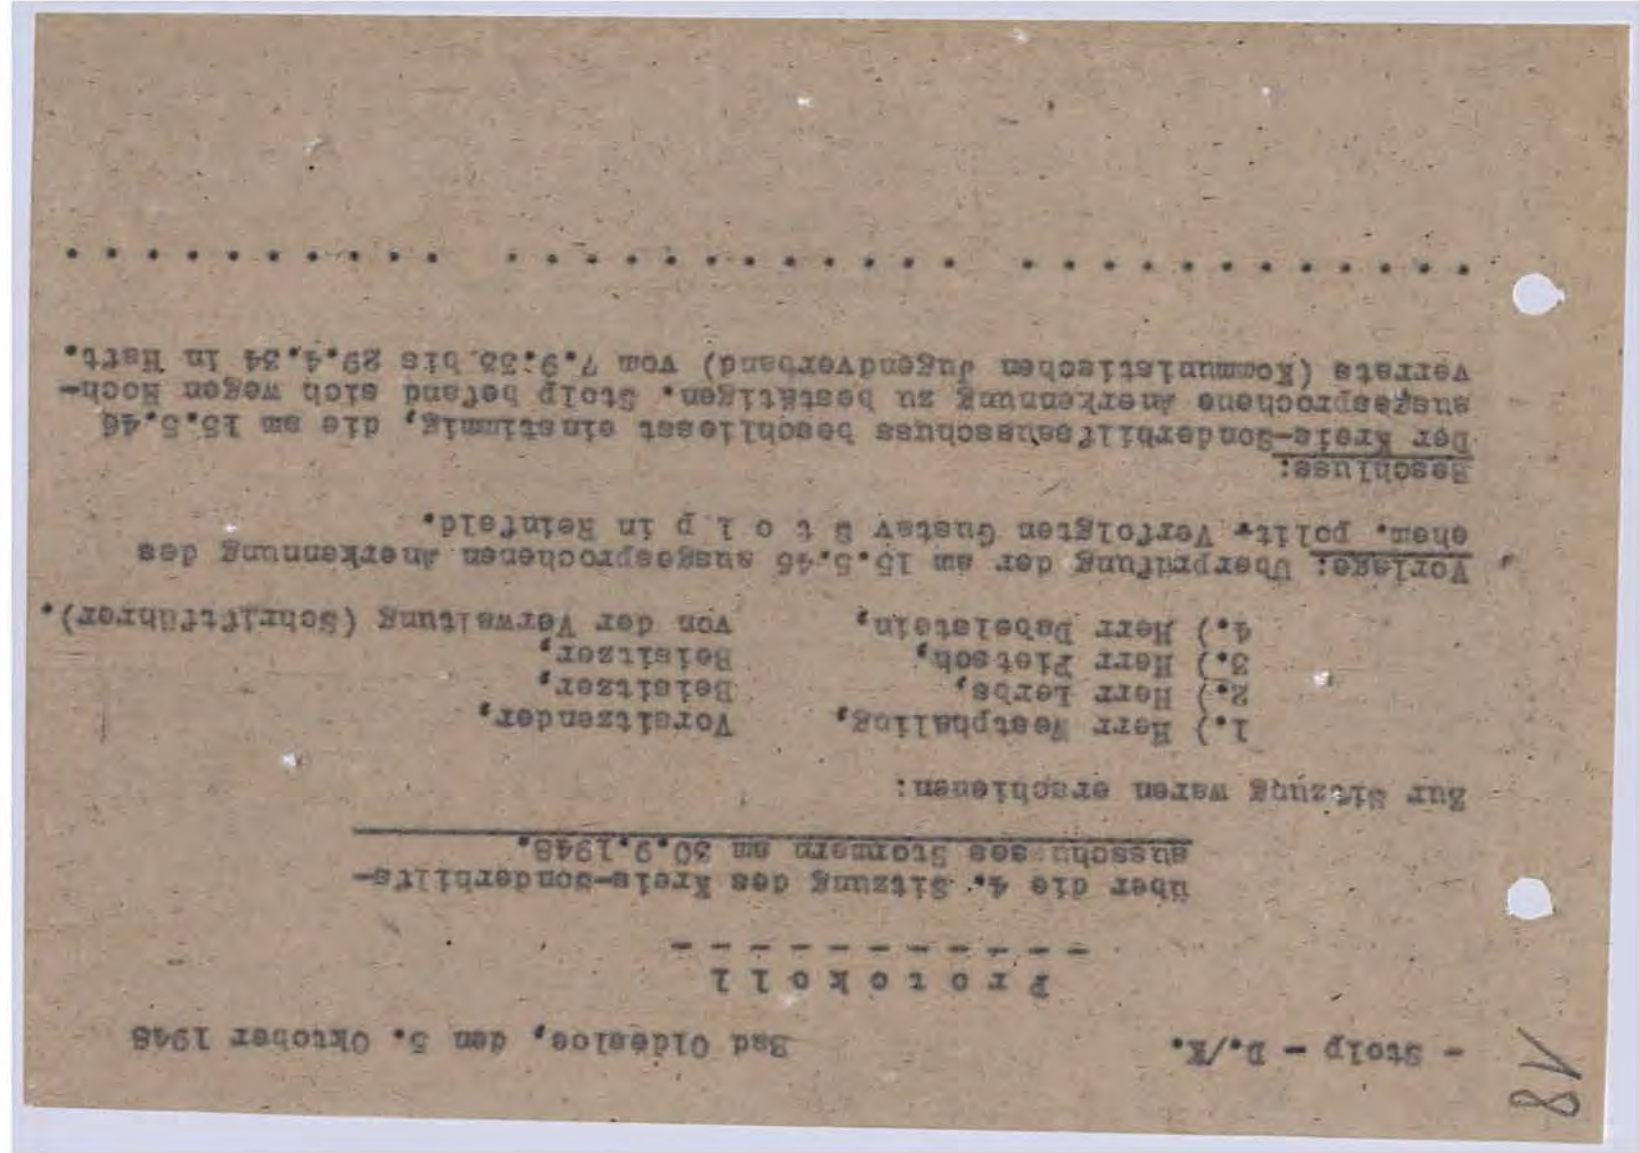 18
- Stolp - D./K. Bad Oldesloe, den 5. Oktober 1948
P r o t o k o l l
- - - - - - - - - - -
über die 4. Sitzung des Kreis-Sonderhilfs-
ausschusses Stormarn am 30.9.1948.
Zur Sitzung waren erschienen:
1.) Herr Westphaling, Vorsitzender,
2.) Herr Lerbs, Beisitzer,
3.) Herr Pietsch, Beisitzer,
4.) Herr Dabelstein, von der Verwaltung (Schriftführer).
Vorlage: Überprüfung der am 15.5.46 ausgesprochenen Anerkennung des
ehem. polit. Verfolgten Gustav S t o l p in Reinfeld.
Beschluss:
Der Kreis-Sonderhilfsausschuss beschliesst einstimmig, die am 15.5.46
ausgesprochene Anerkennung zu bestätigen. Stolp befand sich wegen Hoch-
verrats (Kommunistischen Jugendverband) vom 7.9.33 bis 29.4.34 in Haft.
. . . . . . . . . . . . . . . . . . . . . . . . . . . . . . . . . .